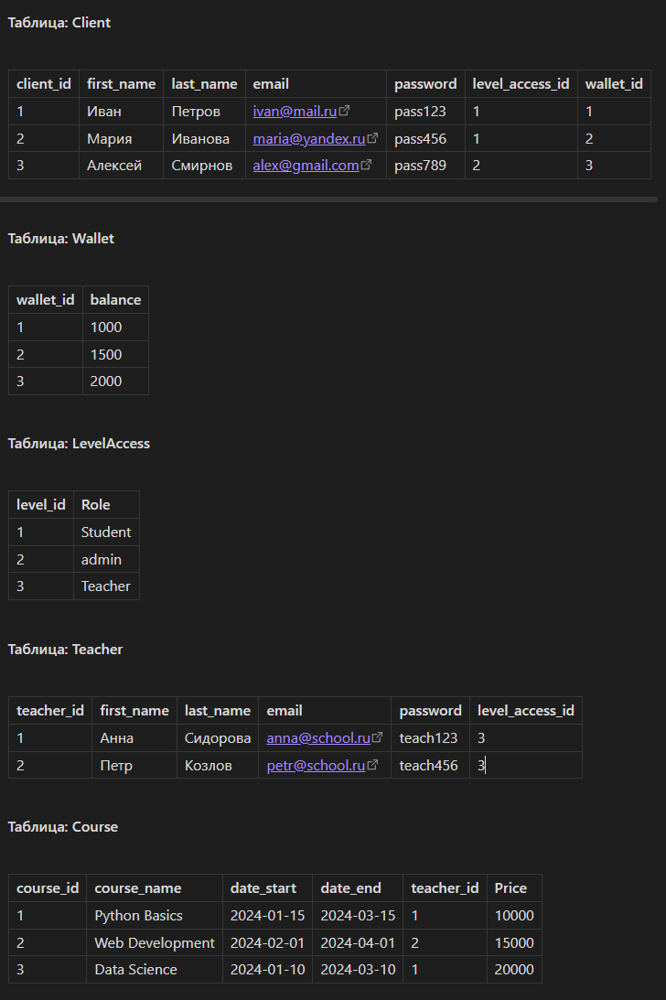 Таблица: Client
client_id first_name last_name email password level_access_id wallet_id
1 Иван Петров ivan@mail.ru pass123 1 1
2 Мария Иванова maria@yandex.ru pass456 1 2
3 Алексей Смирнов alex@gmail.com pass789 2 3
Таблица: Wallet
wallet_id balance
1 1000
2 1500
3 2000
Таблица: LevelAccess
level_id Role
1 Student
2 admin
3 Teacher
Таблица: Teacher
teacher_id first_name last_name email password level_access_id
1 Анна Сидорова anna@school.ru teach123 3
2 Петр Козлов petr@school.ru teach456 3
Таблица: Course
course_id course_name date_start date_end teacher_id Price
1 Python Basics 2024-01-15 2024-03-15 1 10000
2 Web Development 2024-02-01 2024-04-01 2 15000
3 Data Science 2024-01-10 2024-03-10 1 20000